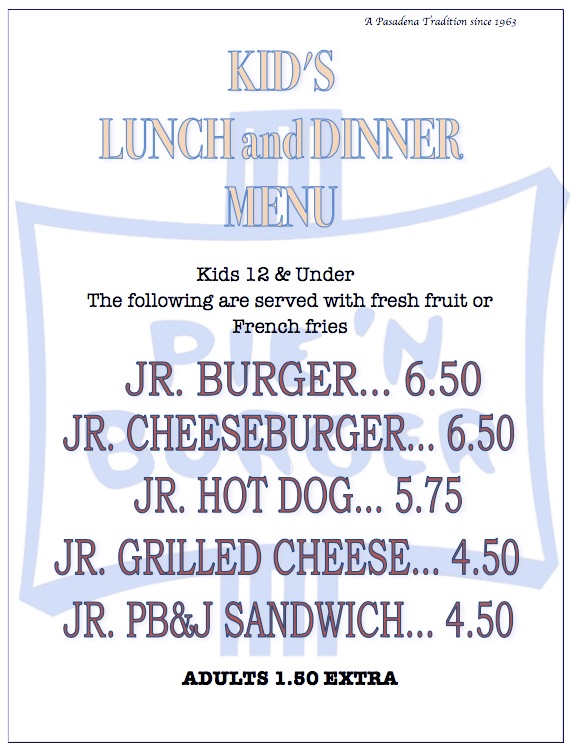 A Pasadena Tradition since 1963
KID'S
LUNCH and DINNER
MENU
Kids 12 & Under
The following are served with fresh fruit or
French fries
PIE 'N
BURGER
JR. BURGER... 6.50
JR. CHEESEBURGER... 6.50
JR. HOT DOG... 5.75
JR. GRILLED CHEESE... 4.50
JR. PB&J SANDWICH... 4.50
ADULTS 1.50 EXTRA